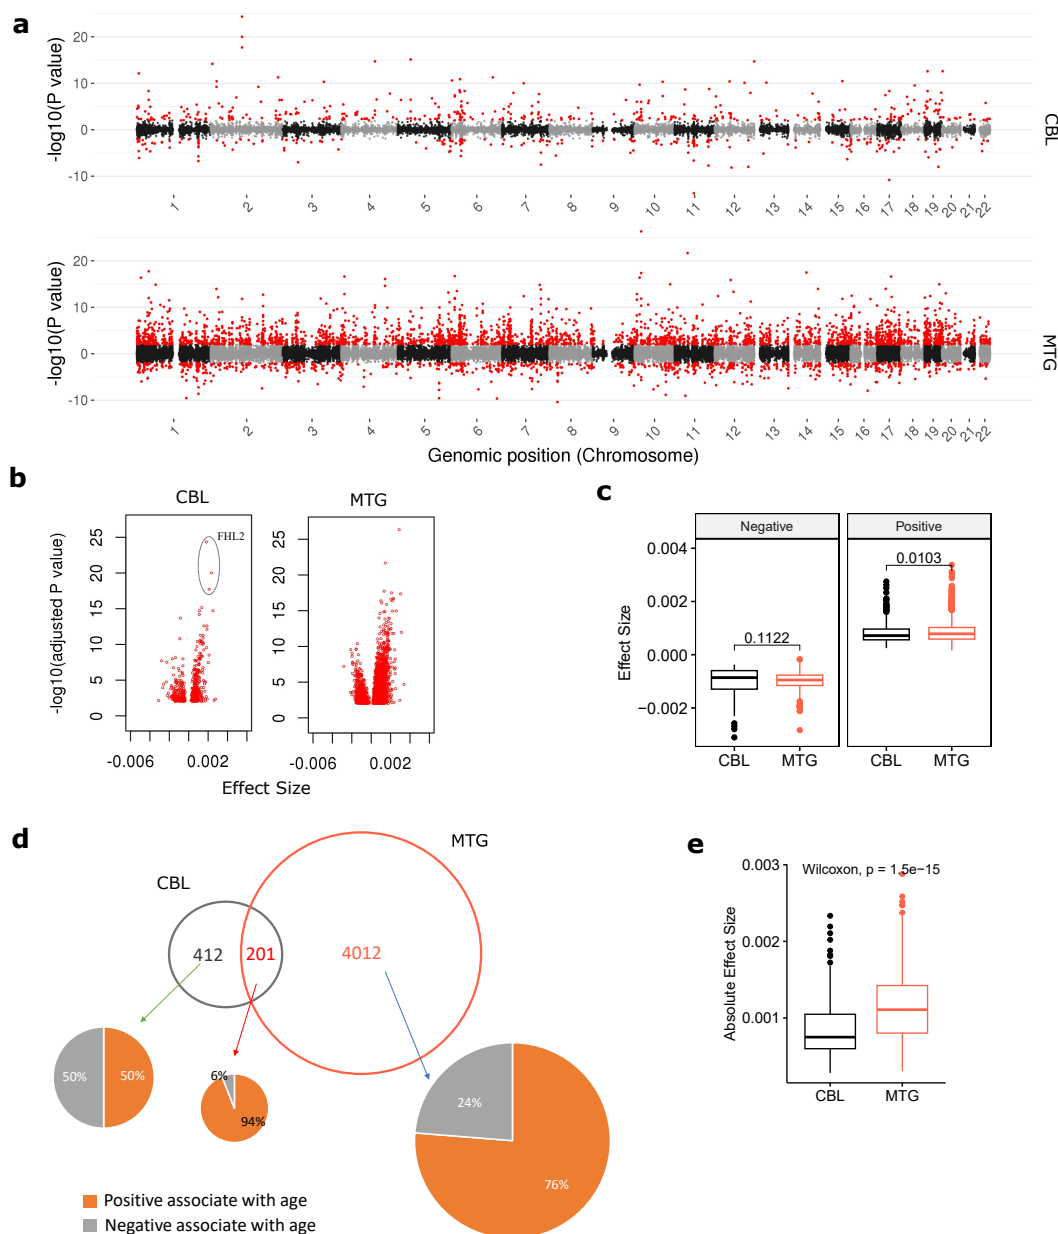 a
-log10(P value)
20
10
0
-10
CBL
1 2 3 4 5 6 7 8 9 10 11 12 13 14 15 16 17 18 19 20 21 22
-log10(P value)
20
10
0
-10
MTG
1 2 3 4 5 6 7 8 9 10 11 12 13 14 15 16 17 18 19 20 21 22
Genomic position (Chromosome)
b
CBL
MTG
-log10(adjusted P value)
25
20
15
10
5
0
FHL2
25
20
15
10
5
0
-0.006 0.002
-0.006 0.002
Effect Size
c
Negative
Positive
Effect Size
0.004
0.002
0.000
−0.002
0.1122
0.0103
CBL MTG
CBL MTG
d
CBL
MTG
412
201
4012
50%
50%
6%
94%
24%
76%
Positive associate with age
Negative associate with age
e
Absolute Effect Size
0.003
0.002
0.001
Wilcoxon, p = 1.5e−15
CBL MTG